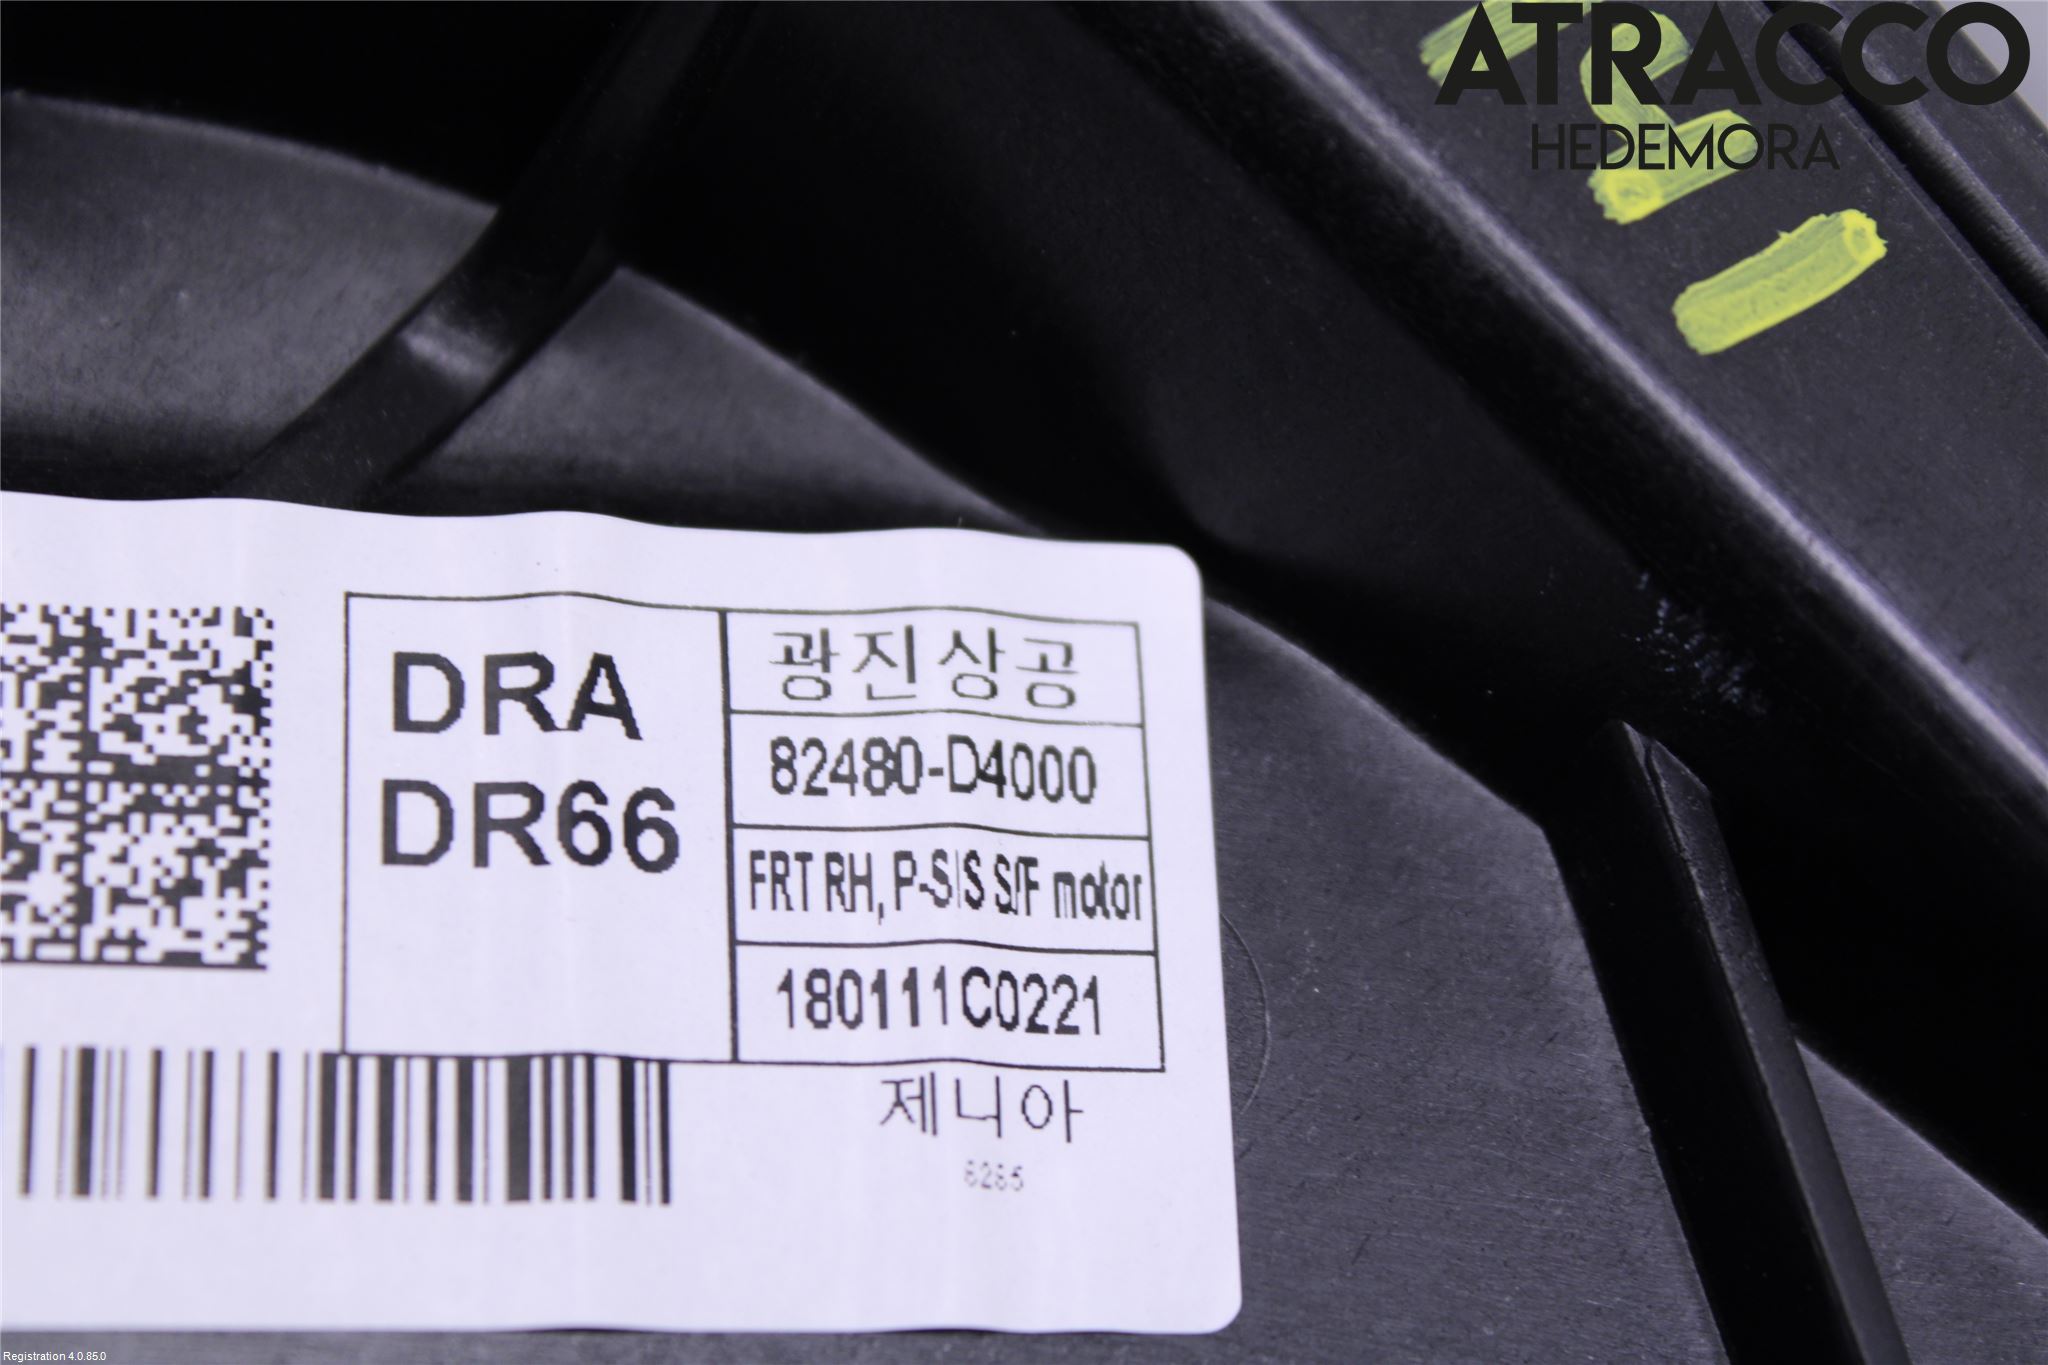 ATRACCO
HEDEMORA
DRA
DR66
광진상공
82480-D4000
FRT RH, P-S|S S/F motor
180111C0221
제니아
Registration 4.0.85.0